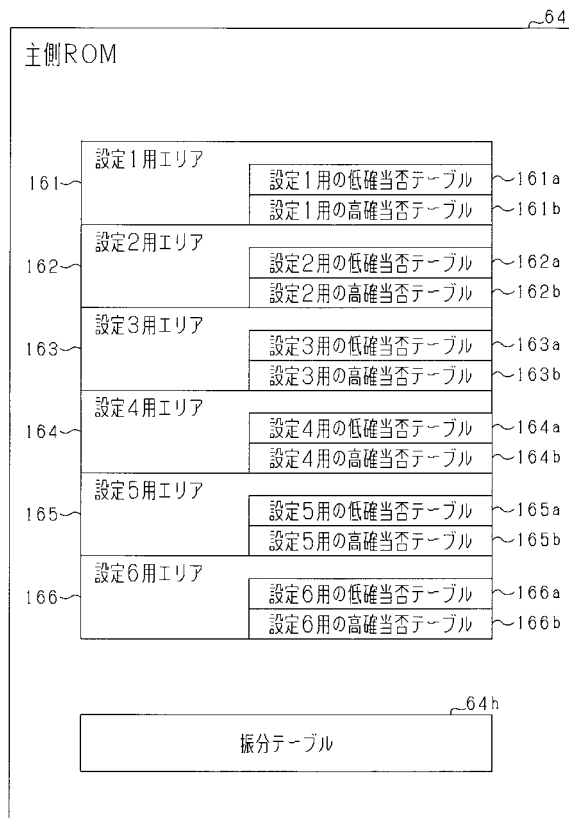 64
主側ROM
設定1用エリア
161
設定1用の低確当否テーブル
161a
設定1用の高確当否テーブル
161b
設定2用エリア
162
設定2用の低確当否テーブル
162a
設定2用の高確当否テーブル
162b
設定3用エリア
163
設定3用の低確当否テーブル
163a
設定3用の高確当否テーブル
163b
設定4用エリア
164
設定4用の低確当否テーブル
164a
設定4用の高確当否テーブル
164b
設定5用エリア
165
設定5用の低確当否テーブル
165a
設定5用の高確当否テーブル
165b
設定6用エリア
166
設定6用の低確当否テーブル
166a
設定6用の高確当否テーブル
166b
64h
振分テーブル